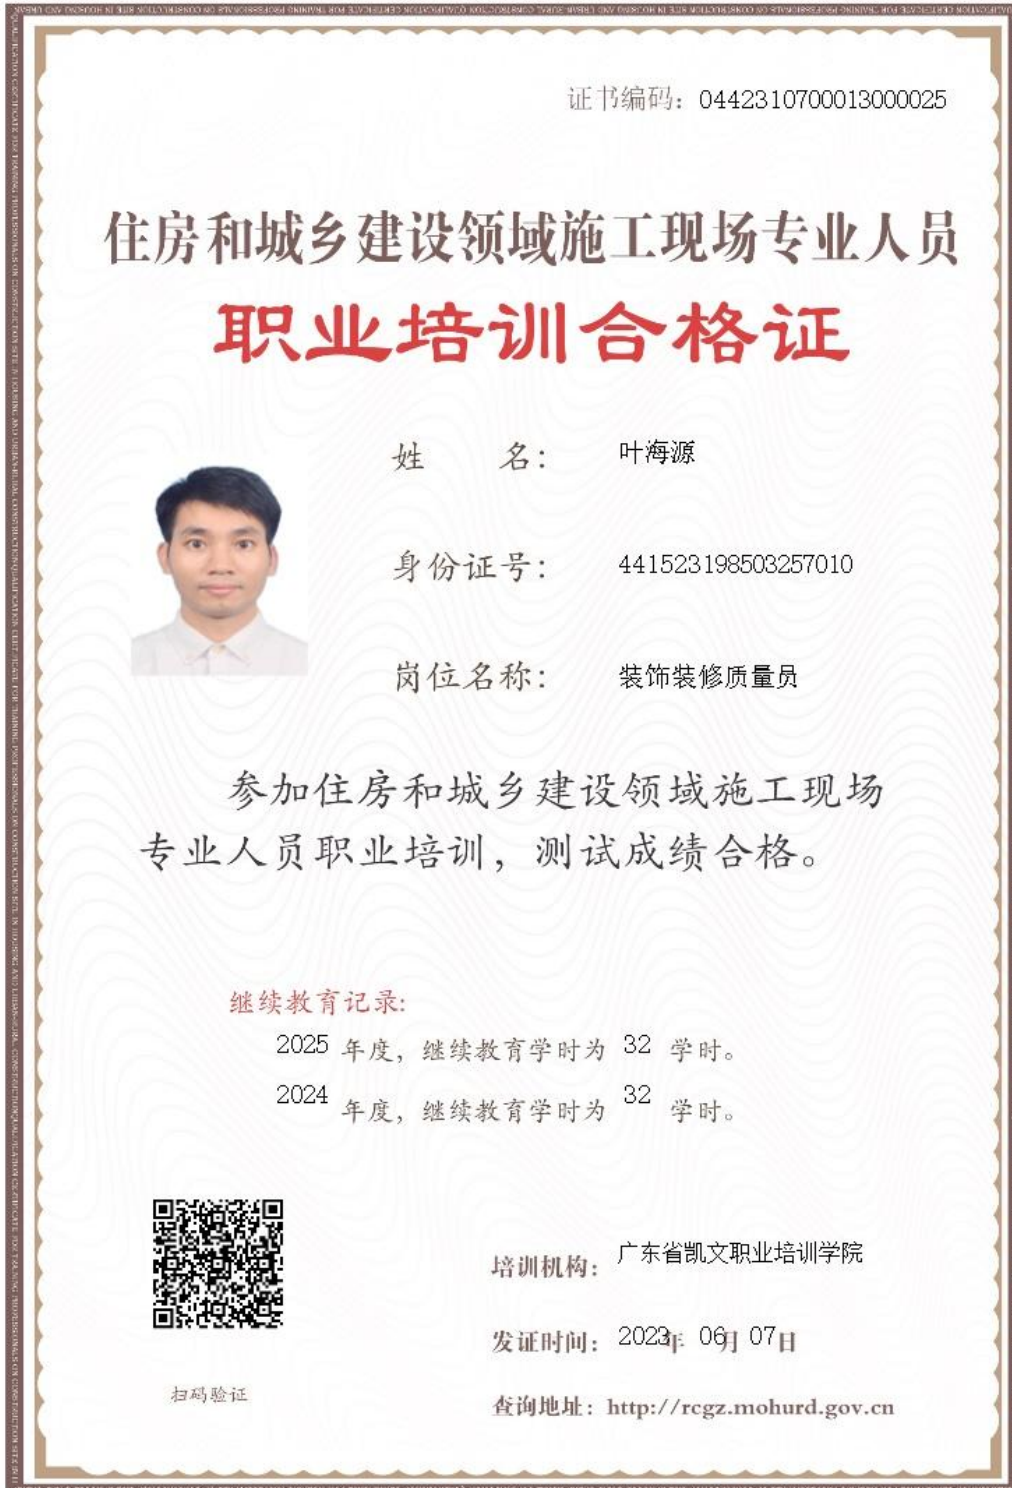 证书编码：0442310700013000025
住房和城乡建设领域施工现场专业人员
职业培训合格证
姓 名： 叶海源
身份证号： 441523198503257010
岗位名称： 装饰装修质量员
参加住房和城乡建设领域施工现场
专业人员职业培训，测试成绩合格。
继续教育记录:
2025 年度，继续教育学时为 32 学时。
2024 年度，继续教育学时为 32 学时。
培训机构： 广东省凯文职业培训学院
发证时间： 2023年 06月 07日
扫码验证
查询地址：http://rcgz.mohurd.gov.cn